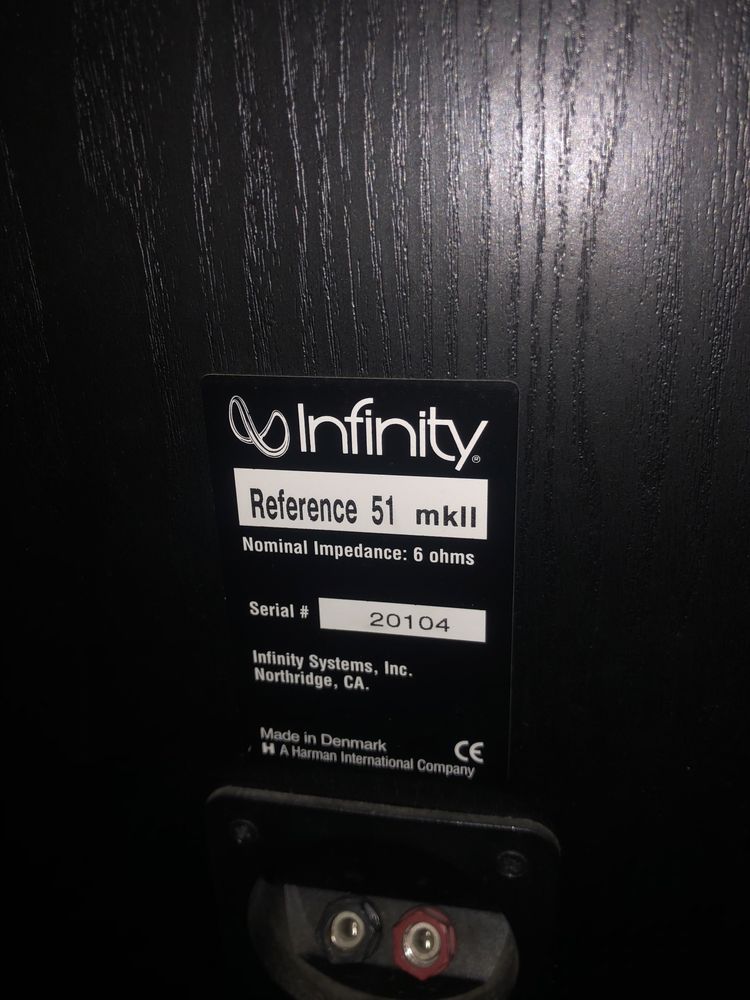 Infinity®
Reference 51 mkII
Nominal Impedance: 6 ohms
Serial # 20104
Infinity Systems, Inc.
Northridge, CA.
Made in Denmark
H A Harman International Company
CE